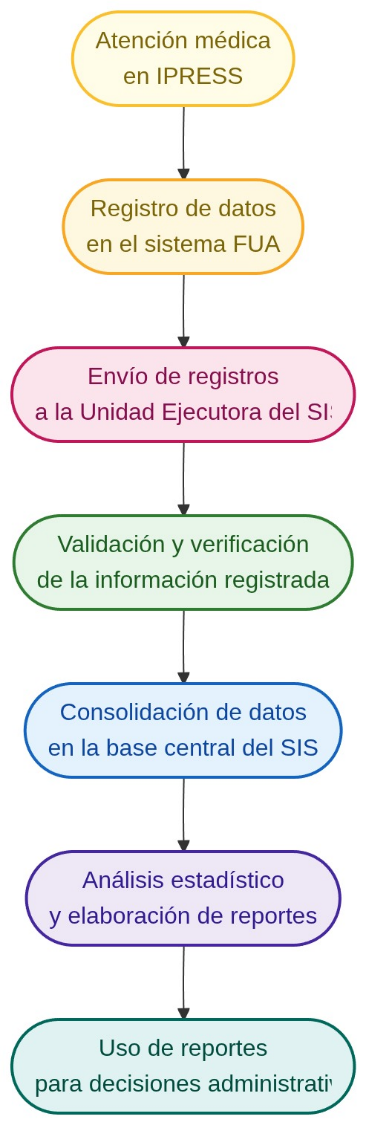 Atención médica
en IPRESS
Registro de datos
en el sistema FUA
Envío de registros
a la Unidad Ejecutora del SI
Validación y verificación
de la información registrada
Consolidación de datos
en la base central del SIS
Análisis estadístico
y elaboración de reportes
Uso de reportes
para decisiones administrati